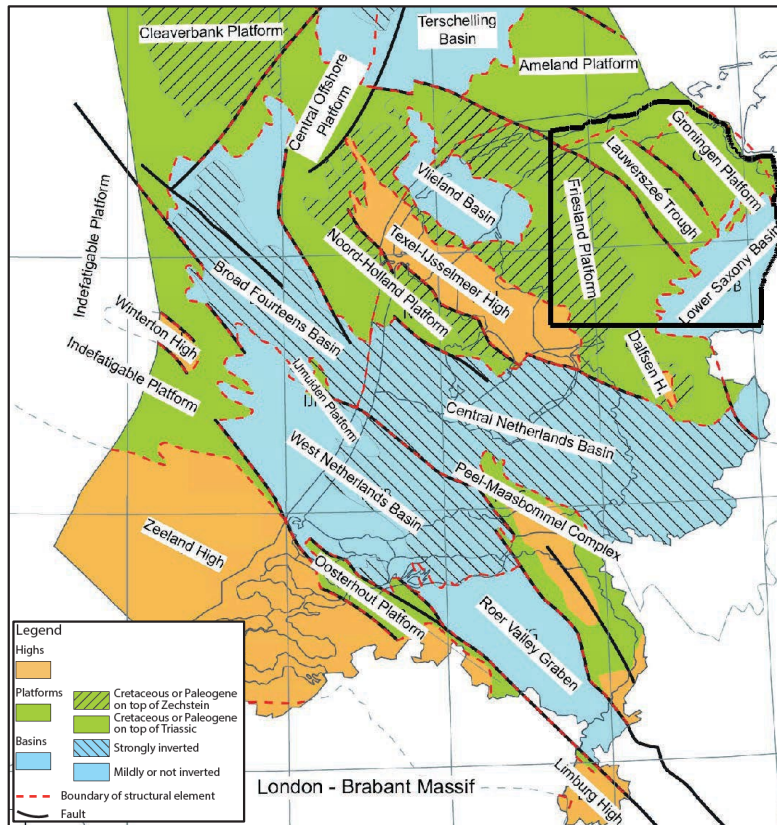 Cleaverbank Platform
Terschelling
Basin
Central Offshore
Platform
Ameland Platform
Groningen Platform
Lauwerszee Trough
Vlieland Basin
Friesland Platform
Indefatigable Platform
Texel-IJsselmeer High
Noord-Holland Platform
Lower Saxony Basin
B
Broad Fourteens Basin
Winterton High
Indefatigable Platform
Dalfsen H.
IJmuiden Platform
Central Netherlands Basin
West Netherlands Basin
Peel-Maasbommel Complex
Zeeland High
Oosterhout Platform
Roer Valley Graben
Limburg High
London - Brabant Massif
Legend
Highs
Platforms
Cretaceous or Paleogene
on top of Zechstein
Cretaceous or Paleogene
on top of Triassic
Basins
Strongly inverted
Mildly or not inverted
Boundary of structural element
Fault